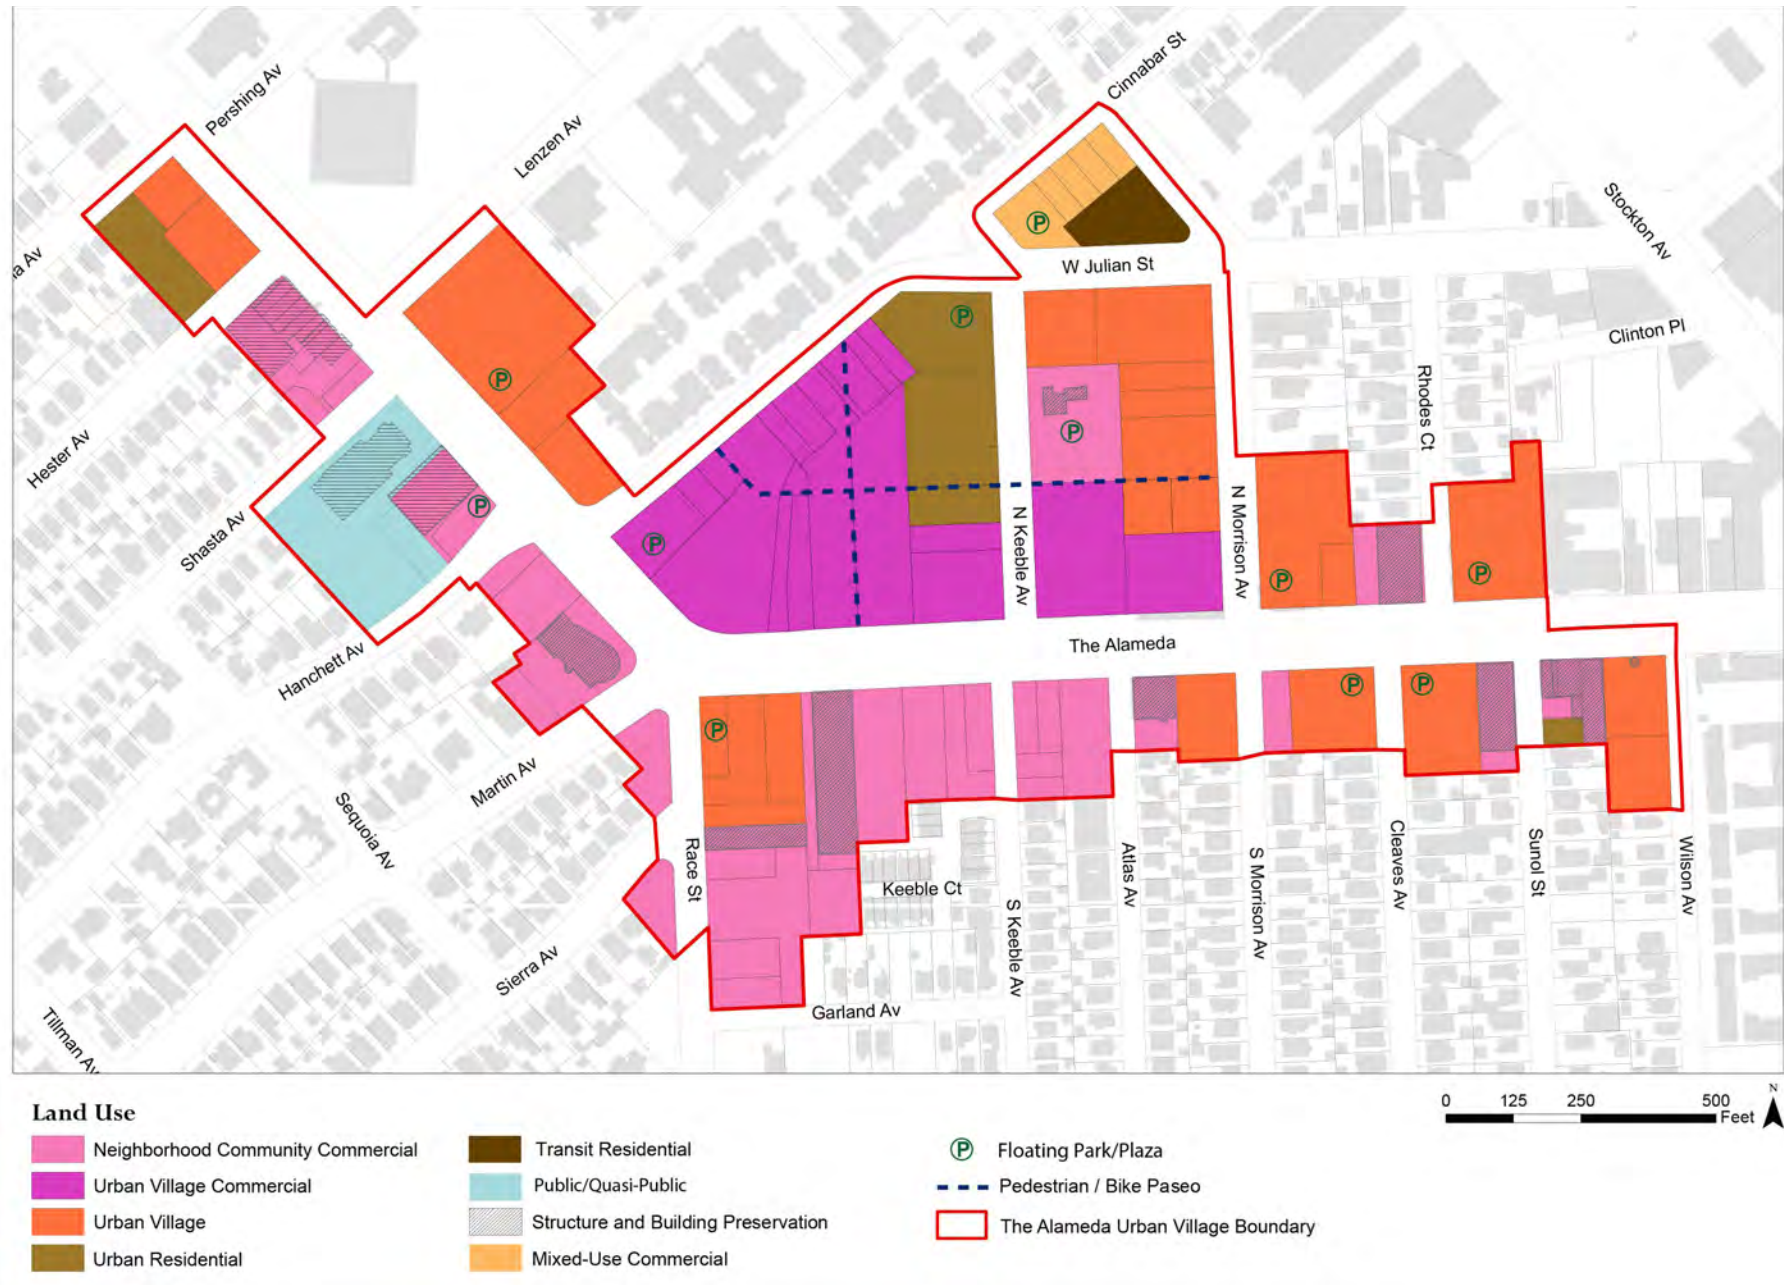 Pershing Av
Lenzen Av
Cinnabar St
Stockton Av
W Julian St
Clinton Pl
Rhodes Ct
Hester Av
Shasta Av
N Keeble Av
N Morrison Av
The Alameda
Hanchett Av
Martin Av
Sequoia Av
Race St
Keeble Ct
S Keeble Av
Atlas Av
S Morrison Av
Cleaves Av
Sunol St
Wilson Av
Sierra Av
Garland Av
Tillman Av
P
P
P
P
P
P
P
P
P
P
P
Land Use
Neighborhood Community Commercial
Urban Village Commercial
Urban Village
Urban Residential
Transit Residential
Public/Quasi-Public
Structure and Building Preservation
Mixed-Use Commercial
P Floating Park/Plaza
Pedestrian / Bike Paseo
The Alameda Urban Village Boundary
0 125 250 500
Feet
N